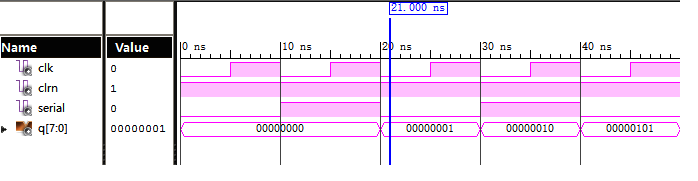 21.000 ns
Name Value 0 ns 10 ns 20 ns 30 ns 40 ns
clk 0
clrn 1
serial 0
q[7:0] 00000001 00000000 00000001 00000010 00000101